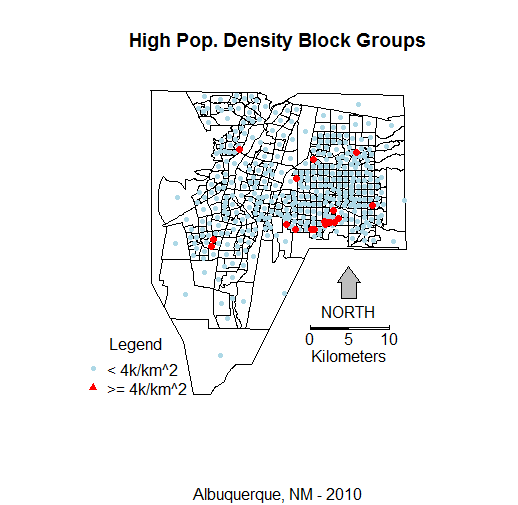 High Pop. Density Block Groups
NORTH
0 5 10
Kilometers
Legend
< 4k/km^2
>= 4k/km^2
Albuquerque, NM - 2010